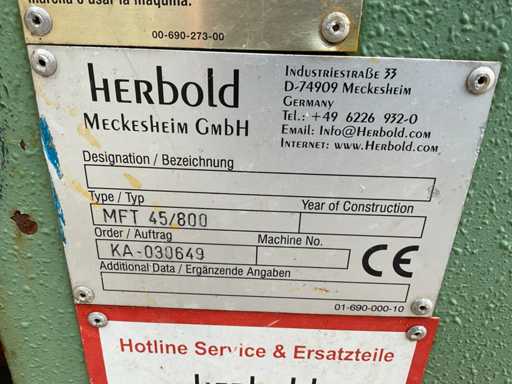 marcha o usar la maquina.
00-690-273-00
HERBOLD
MECKESHEIM GMBH
INDUSTRIESTRAßE 33
D-74909 MECKESHEIM
GERMANY
TEL.: +49 6226 932-0
EMAIL: INFO@HERBOLD.COM
INTERNET: WWW.HERBOLD.COM
Designation / Bezeichnung
Type / Typ
Year of Construction
MFT 45/800
Order / Auftrag
Machine No.
KA-030649
CE
Additional Data / Ergänzende Angaben
01-690-000-10
Hotline Service & Ersatzteile